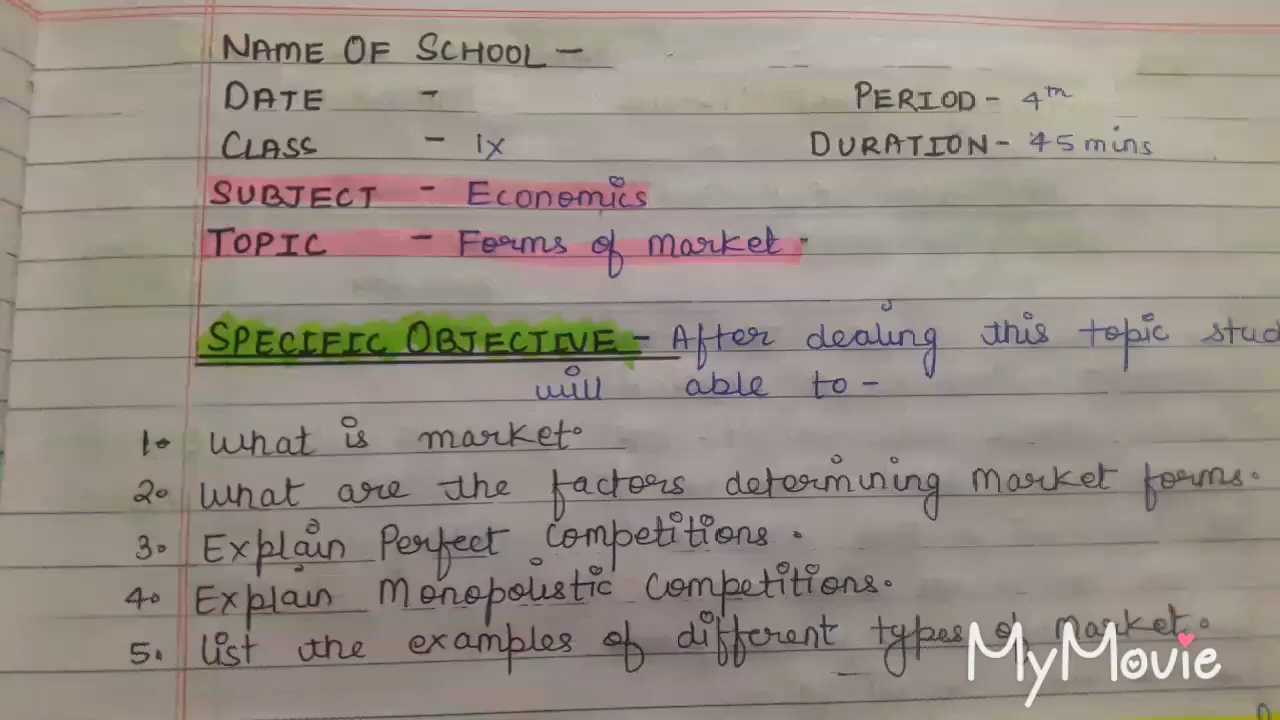 NAME OF SCHOOL -
DATE -
PERIOD - 4th
CLASS - IX
DURATION - 45 mins
SUBJECT - Economics
TOPIC - Forms of market.
SPECIFIC OBJECTIVE - After dealing this topic stud
will able to -
1. What is market.
2. What are the factors determining market forms.
3. Explain Perfect Competitions.
4. Explain Monopolistic Competitions.
5. List the examples of different types of market.
MyMovie